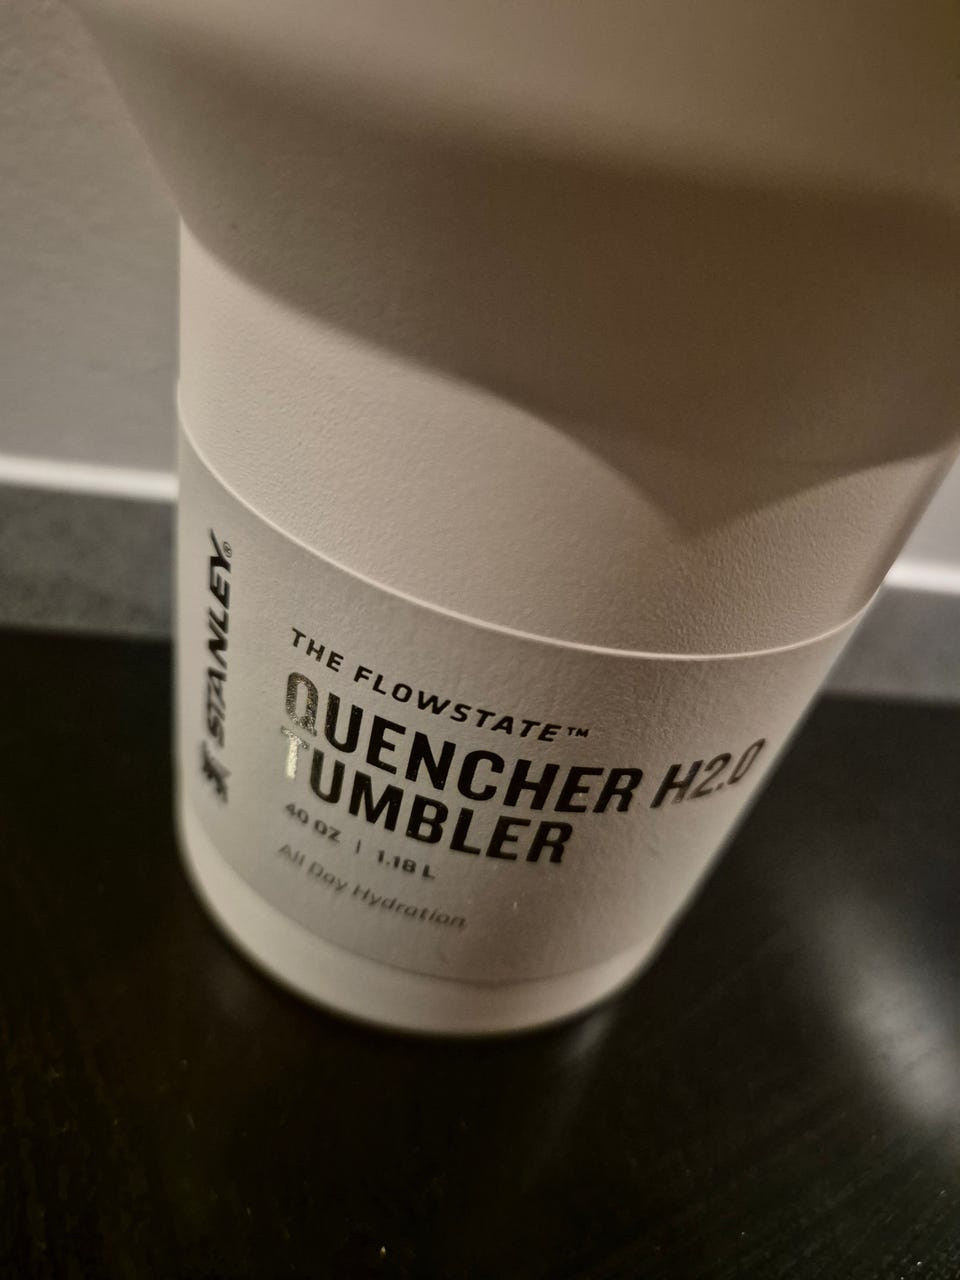 STANLEY®
THE FLOWSTATE™
QUENCHER H2.0
TUMBLER
40 OZ | 1.18 L
All Day Hydration